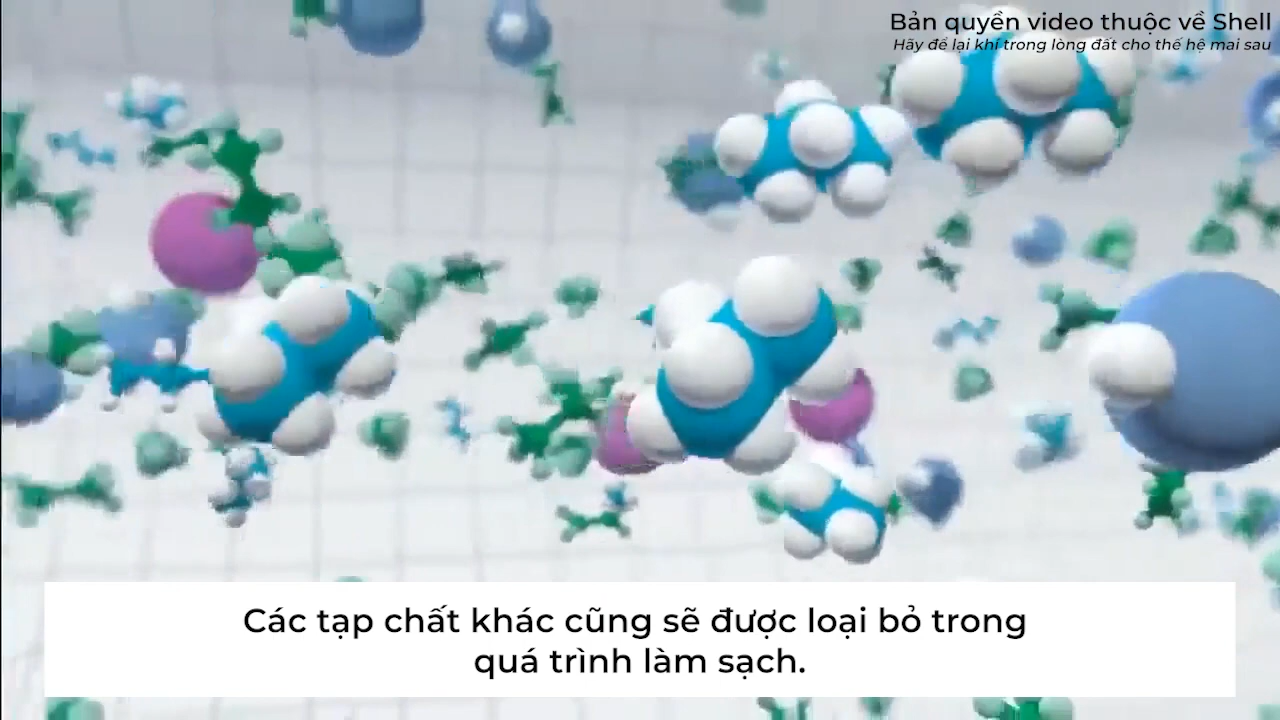 Bản quyền video thuộc về Shell
Hãy để lại khí trong lòng đất cho thế hệ mai sau
Các tạp chất khác cũng sẽ được loại bỏ trong
quá trình làm sạch.